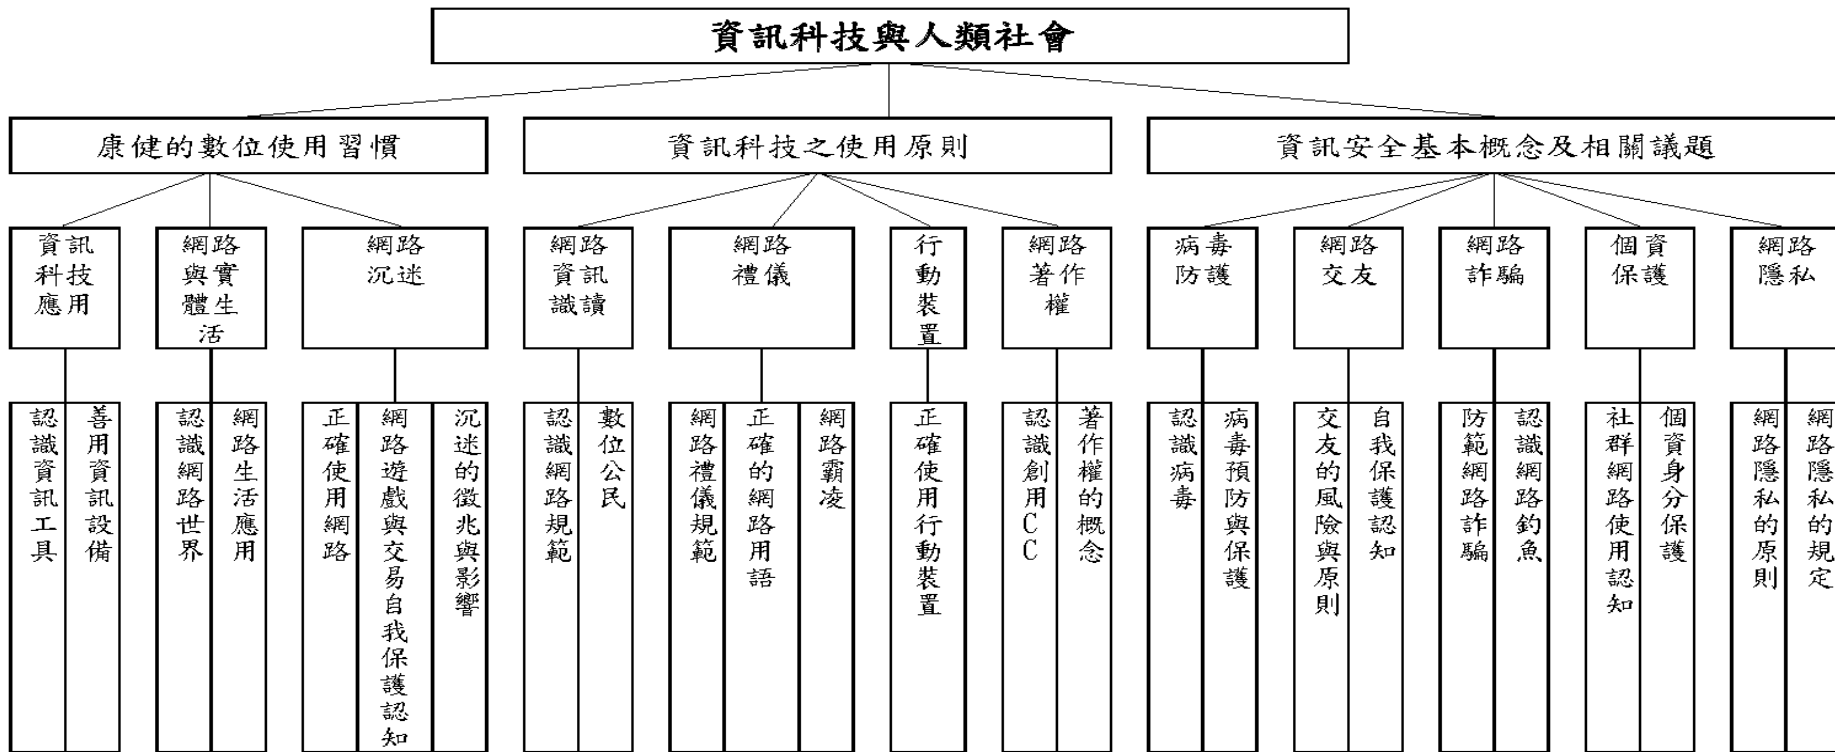 資訊科技與人類社會
康健的數位使用習慣
資訊科技之使用原則
資訊安全基本概念及相關議題
資訊
科技
應用
網路
與實
體生
活
網路
沉迷
網路
資訊
識讀
網路
禮儀
行
動
裝
置
網路
著作
權
病毒
防護
網路
交友
網路
詐騙
個資
保護
網路
隱私
認識資訊工具
善用資訊設備
認識網路世界
網路生活應用
正確使用網路
網路遊戲與交易自我保護認知
沉迷的徵兆與影響
認識網路規範
數位公民
網路禮儀規範
正確的網路用語
網路霸凌
正確使用行動裝置
認識創用CC
著作權的概念
認識病毒
病毒預防與保護
交友的風險與原則
自我保護認知
防範網路詐騙
認識網路釣魚
社群網路使用認知
個資身分保護
網路隱私的原則
網路隱私的規定